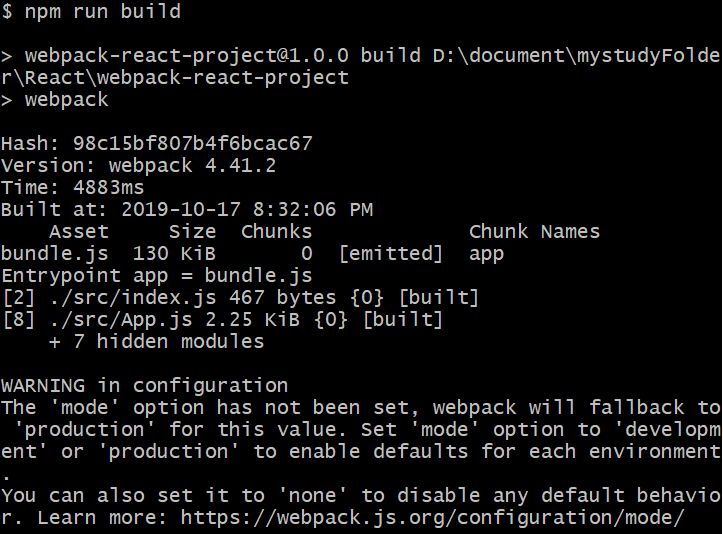 $ npm run build
> webpack-react-project@1.0.0 build D:\document\mystudyFolde
r\React\webpack-react-project
> webpack
Hash: 98c15bf807b4f6bcac67
Version: webpack 4.41.2
Time: 4883ms
Built at: 2019-10-17 8:32:06 PM
    Asset     Size  Chunks             Chunk Names
bundle.js  130 KiB       0  [emitted]  app
Entrypoint app = bundle.js
[2] ./src/index.js 467 bytes {0} [built]
[8] ./src/App.js 2.25 KiB {0} [built]
    + 7 hidden modules
WARNING in configuration
The 'mode' option has not been set, webpack will fallback to
 'production' for this value. Set 'mode' option to 'developm
ent' or 'production' to enable defaults for each environment
.
You can also set it to 'none' to disable any default behavio
r. Learn more: https://webpack.js.org/configuration/mode/